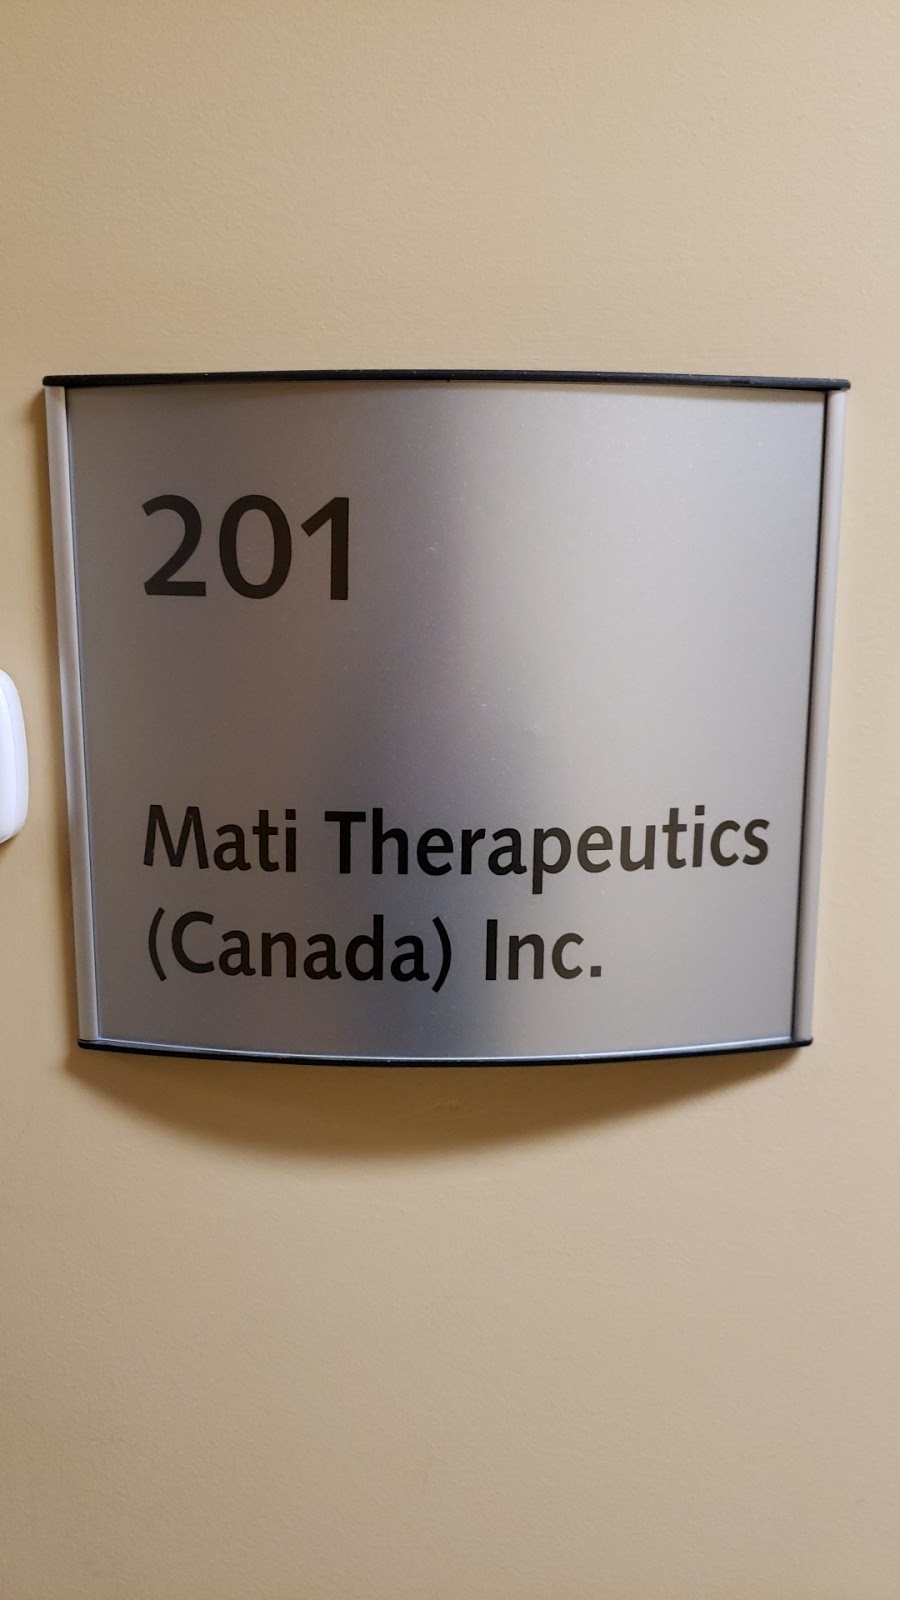 201
Mati Therapeutics
(Canada) Inc.